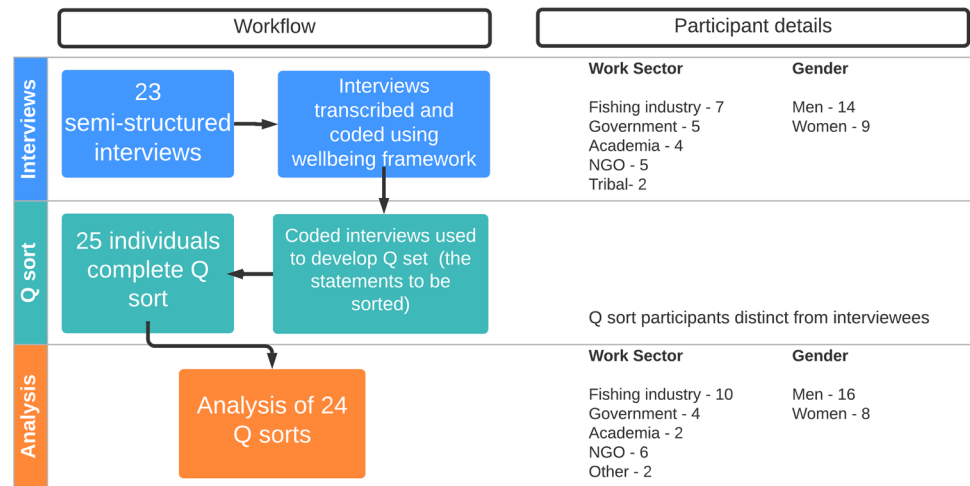 Workflow
Participant details
Interviews
23
semi-structured
interviews
Interviews
transcribed and
coded using
wellbeing framework
Work Sector
Gender
Fishing industry - 7
Government - 5
Academia - 4
NGO - 5
Tribal- 2
Men - 14
Women - 9
Q sort
25 individuals
complete Q
sort
Coded interviews used
to develop Q set (the
statements to be
sorted)
Q sort participants distinct from interviewees
Analysis
Analysis of 24
Q sorts
Work Sector
Gender
Fishing industry - 10
Government - 4
Academia - 2
NGO - 6
Other - 2
Men - 16
Women - 8